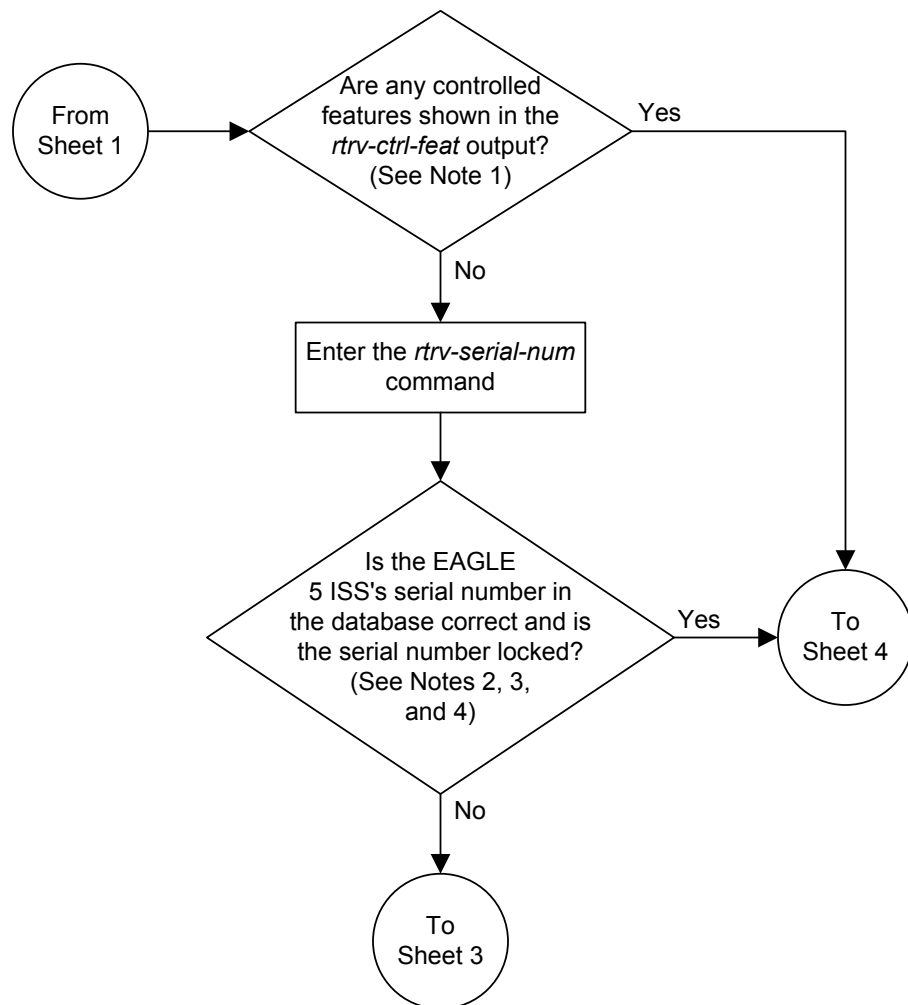 From
Sheet 1
Are any controlled
features shown in the
rtrv-ctrl-feat output?
(See Note 1)
Yes
No
Enter the rtrv-serial-num
command
Is the EAGLE
5 ISS's serial number in
the database correct and is
the serial number locked?
(See Notes 2, 3,
and 4)
Yes
To
Sheet 4
No
To
Sheet 3